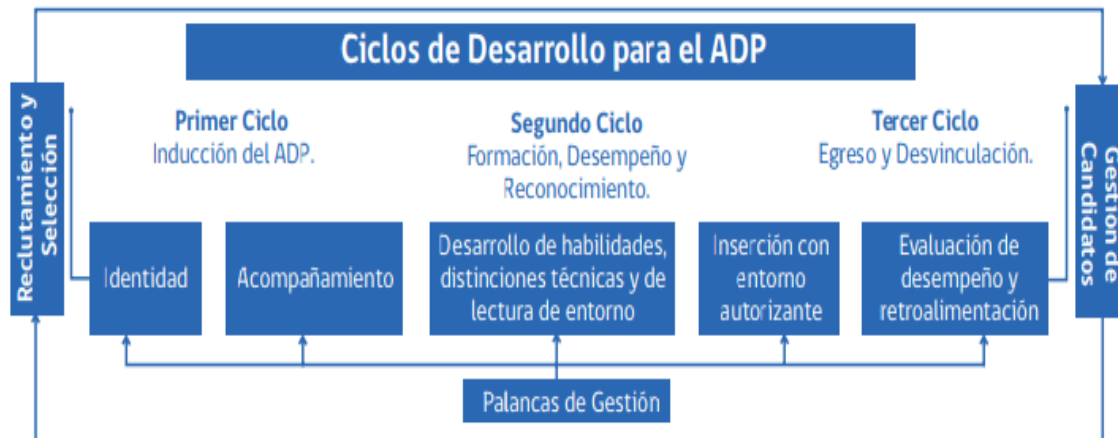 Ciclos de Desarrollo para el ADP
Reclutamiento y
Selección
Primer Ciclo
Inducción del ADP.
Segundo Ciclo
Formación, Desempeño y
Reconocimiento.
Tercer Ciclo
Egreso y Desvinculación.
Gestión de
Candidatos
Identidad
Acompañamiento
Desarrollo de habilidades,
distinciones técnicas y de
lectura de entorno
Inserción con
entorno
autorizante
Evaluación de
desempeño y
retroalimentación
Palancas de Gestión